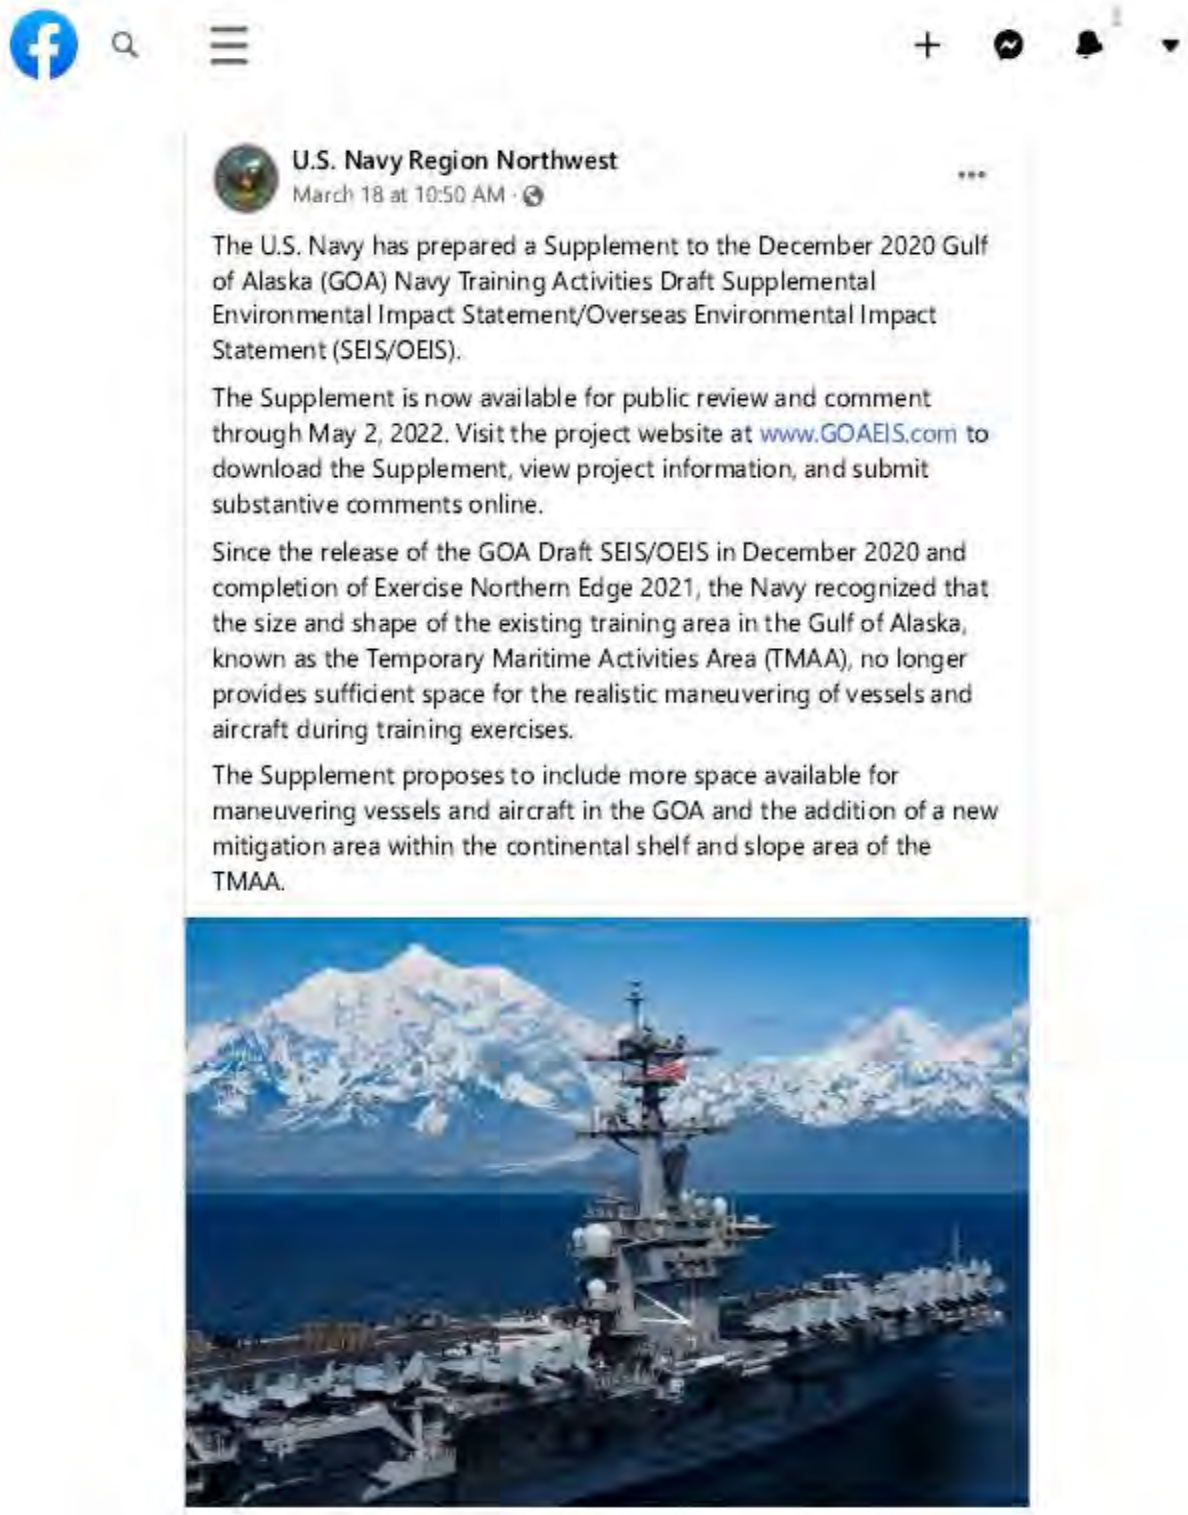 U.S. Navy Region Northwest
March 18 at 10:50 AM ·
The U.S. Navy has prepared a Supplement to the December 2020 Gulf
of Alaska (GOA) Navy Training Activities Draft Supplemental
Environmental Impact Statement/Overseas Environmental Impact
Statement (SEIS/OEIS).
The Supplement is now available for public review and comment
through May 2, 2022. Visit the project website at www.GOAEIS.com to
download the Supplement, view project information, and submit
substantive comments online.
Since the release of the GOA Draft SEIS/OEIS in December 2020 and
completion of Exercise Northern Edge 2021, the Navy recognized that
the size and shape of the existing training area in the Gulf of Alaska,
known as the Temporary Maritime Activities Area (TMAA), no longer
provides sufficient space for the realistic maneuvering of vessels and
aircraft during training exercises.
The Supplement proposes to include more space available for
maneuvering vessels and aircraft in the GOA and the addition of a new
mitigation area within the continental shelf and slope area of the
TMAA.